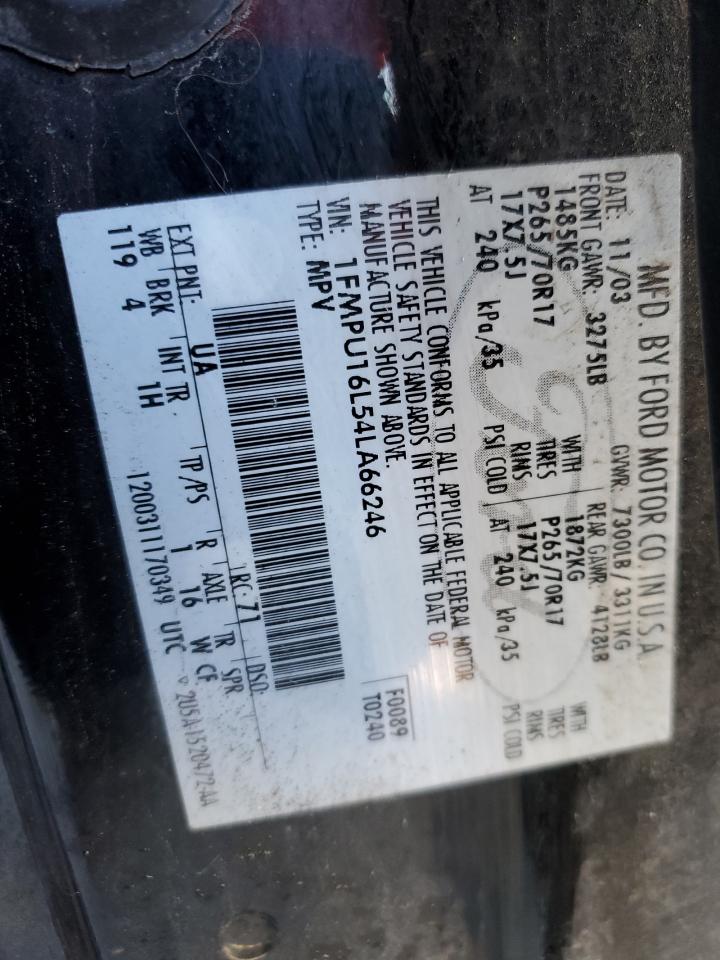 MFD. BY FORD MOTOR CO. IN U.S.A.
DATE: 11/03 GVWR: 7300LB/ 3311KG
FRONT GAWR: 3275LB REAR GAWR: 4128LB
1485KG WITH 1872KG WITH
P265/70R17 TIRES P265/70R17 TIRES
17X7.5J RIMS 17X7.5J RIMS
AT 240 kPa/35 PSI COLD AT 240 kPa/35 PSI COLD
THIS VEHICLE CONFORMS TO ALL APPLICABLE FEDERAL MOTOR
VEHICLE SAFETY STANDARDS IN EFFECT ON THE DATE OF
MANUFACTURE SHOWN ABOVE.
VIN: 1FMPU16L54LA66246 F0089
TYPE: MPV T0240
EXT PNT: UA RC: 71 DSO:
WB BRK INT TR. TP/PS R AXLE TR SPR
119 4 1H 1 16 W CF
1200311170349 UTC ▽ 2U5A-1520472-AA